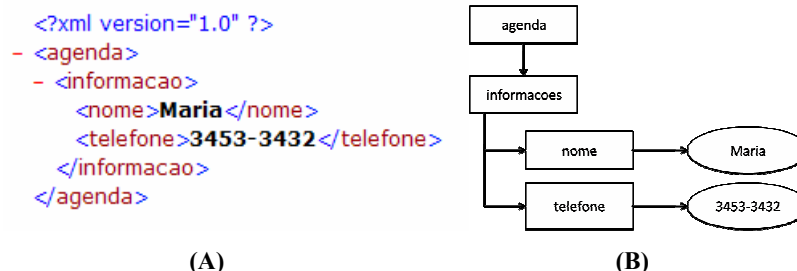 <?xml version="1.0" ?>
− <agenda>
− <informacao>
<nome>Maria</nome>
<telefone>3453-3432</telefone>
</informacao>
</agenda>
(A)
agenda
informacoes
nome
Maria
telefone
3453-3432
(B)